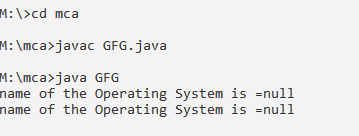 M:\>cd mca
M:\mca>javac GFG.java
M:\mca>java GFG
name of the Operating System is =null
name of the Operating System is =null